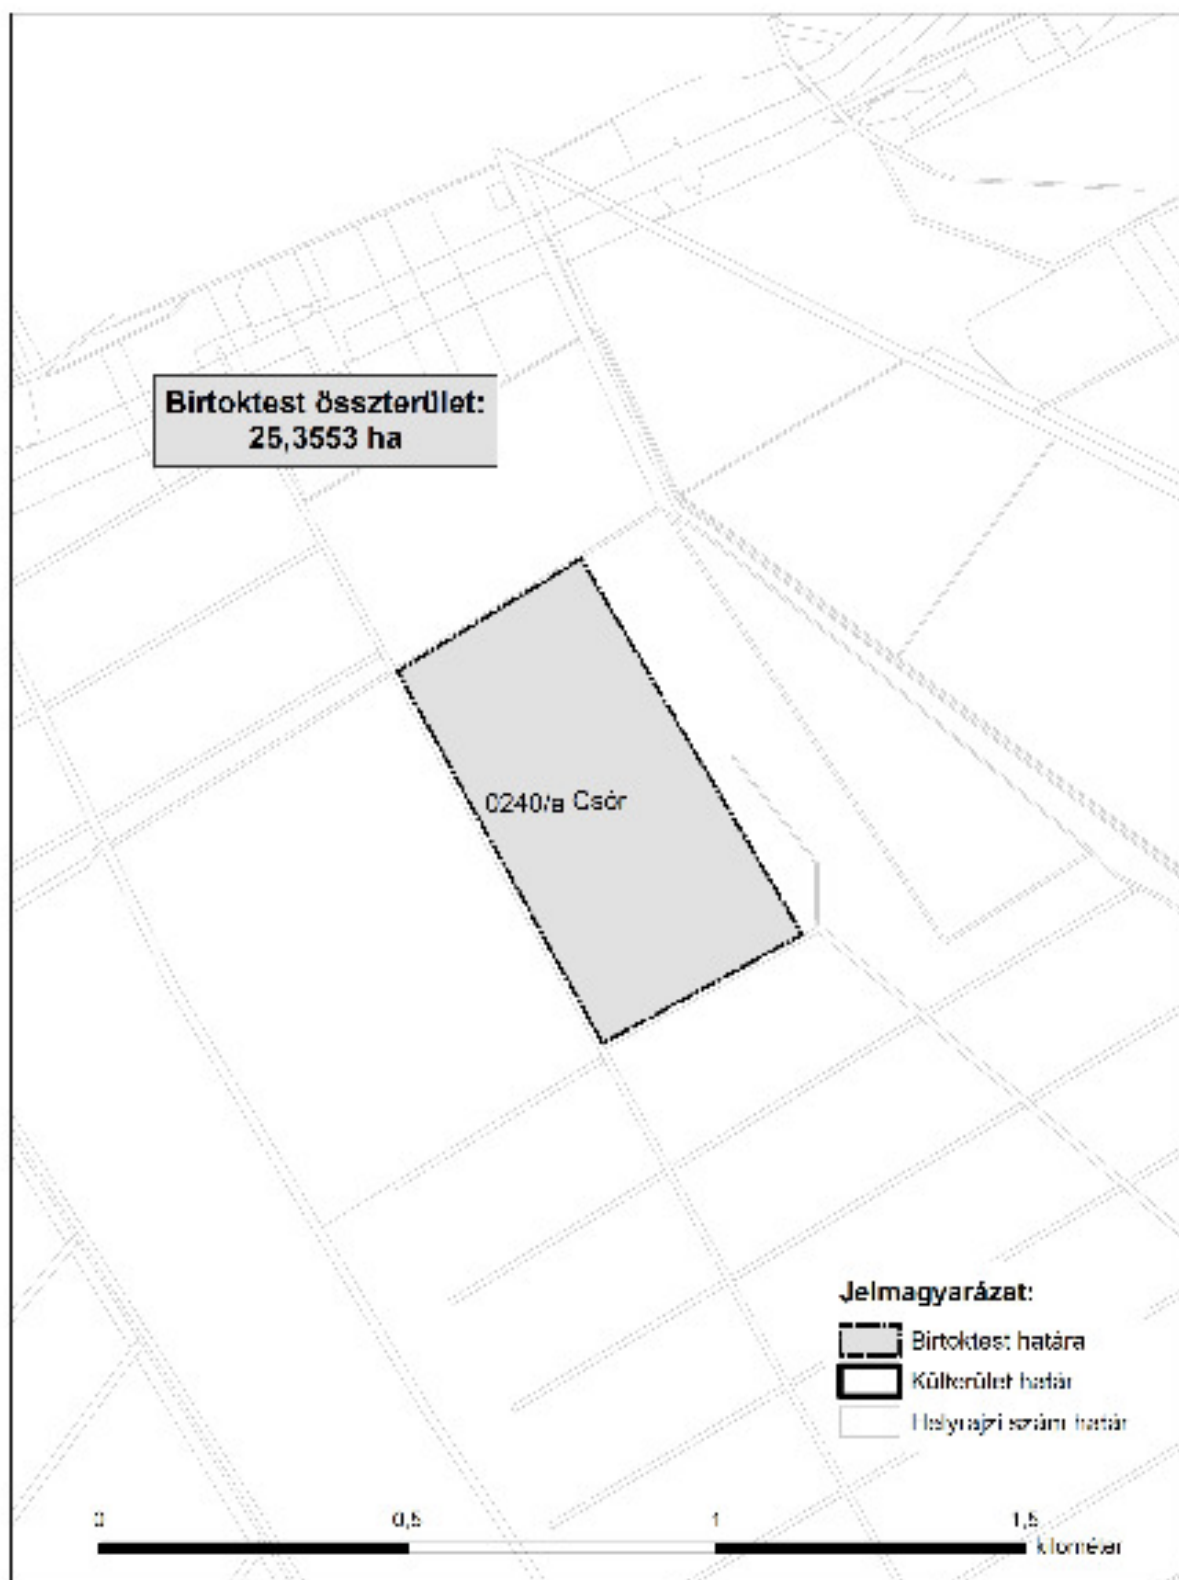 Birtoktest összterület:
25,3553 ha
0240/a Csór
Jelmagyarázat:
Birtoktest határa
Külterület határ
Helyrajzi szám határ
0 0,5 1 1,5
kilométer